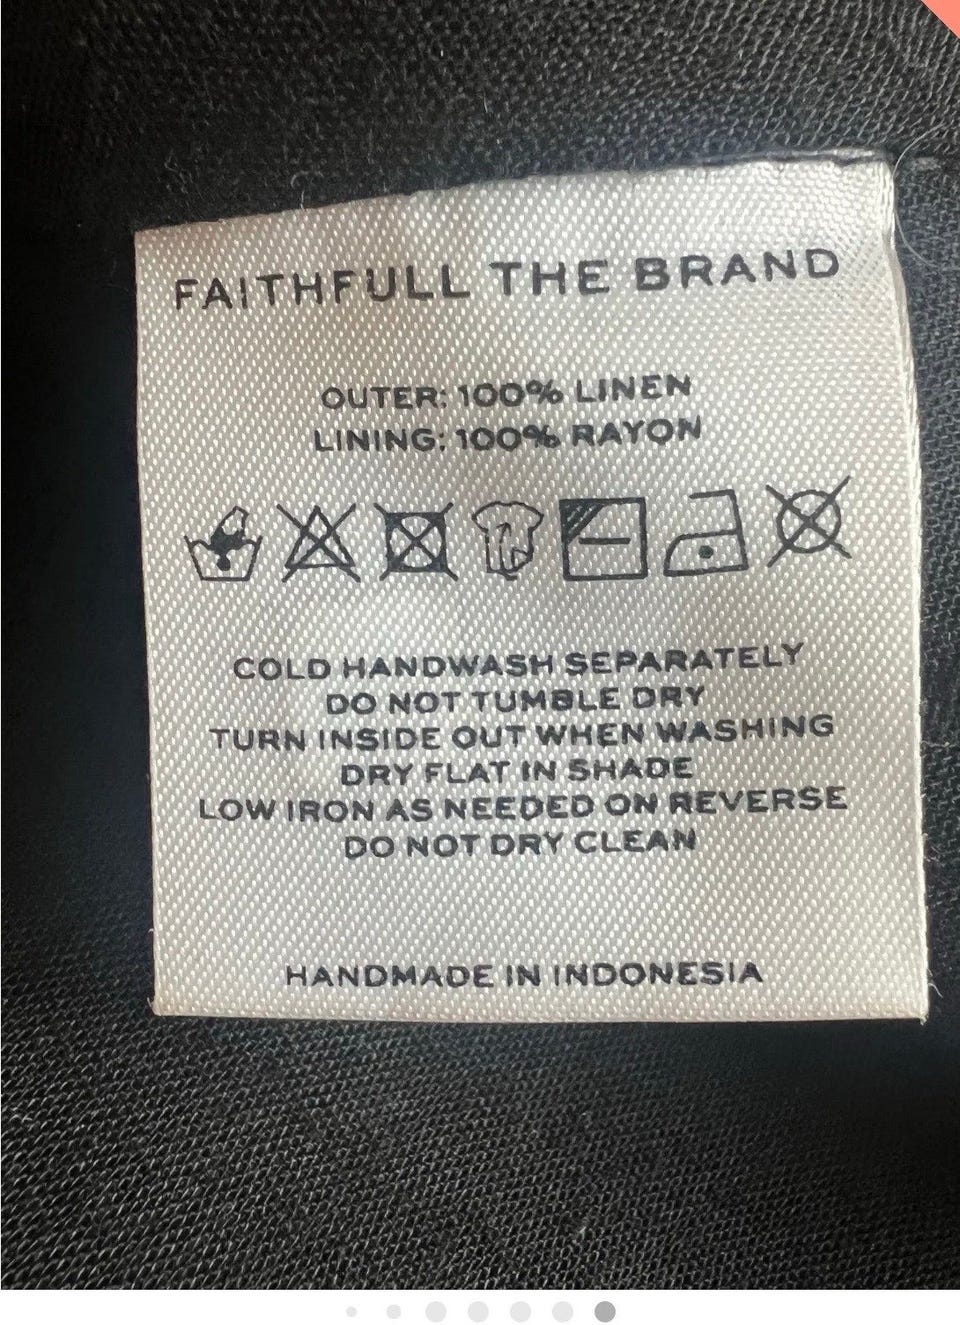 FAITHFULL THE BRAND
OUTER: 100% LINEN
LINING: 100% RAYON
COLD HANDWASH SEPARATELY
DO NOT TUMBLE DRY
TURN INSIDE OUT WHEN WASHING
DRY FLAT IN SHADE
LOW IRON AS NEEDED ON REVERSE
DO NOT DRY CLEAN
HANDMADE IN INDONESIA